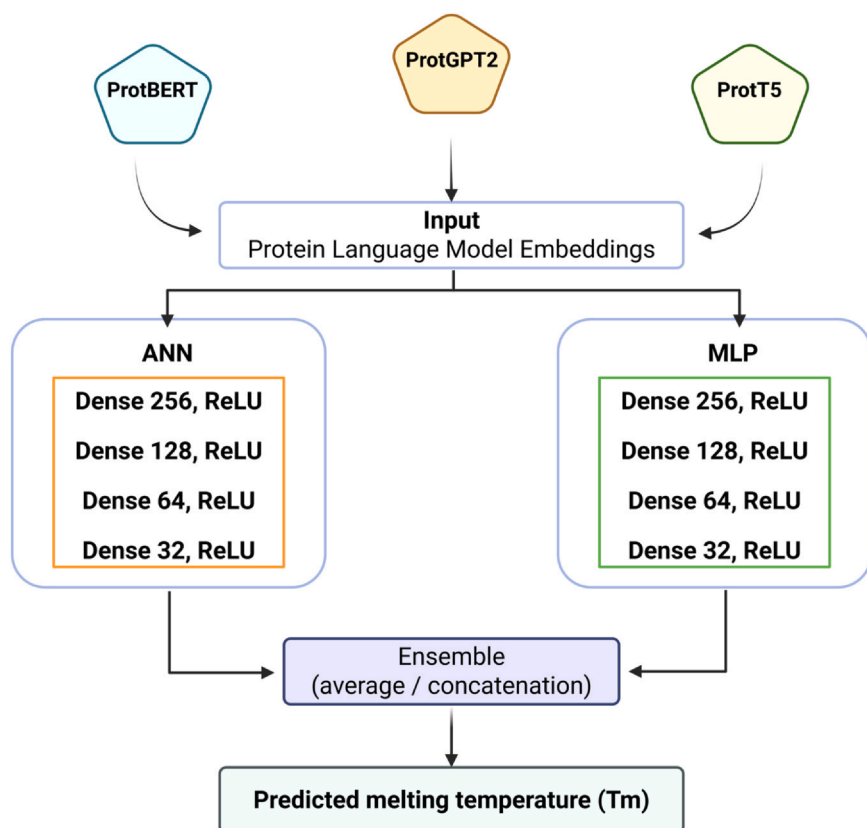 ProtBERT
ProtGPT2
ProtT5
Input
Protein Language Model Embeddings
ANN
Dense 256, ReLU
Dense 128, ReLU
Dense 64, ReLU
Dense 32, ReLU
MLP
Dense 256, ReLU
Dense 128, ReLU
Dense 64, ReLU
Dense 32, ReLU
Ensemble
(average / concatenation)
Predicted melting temperature (Tm)